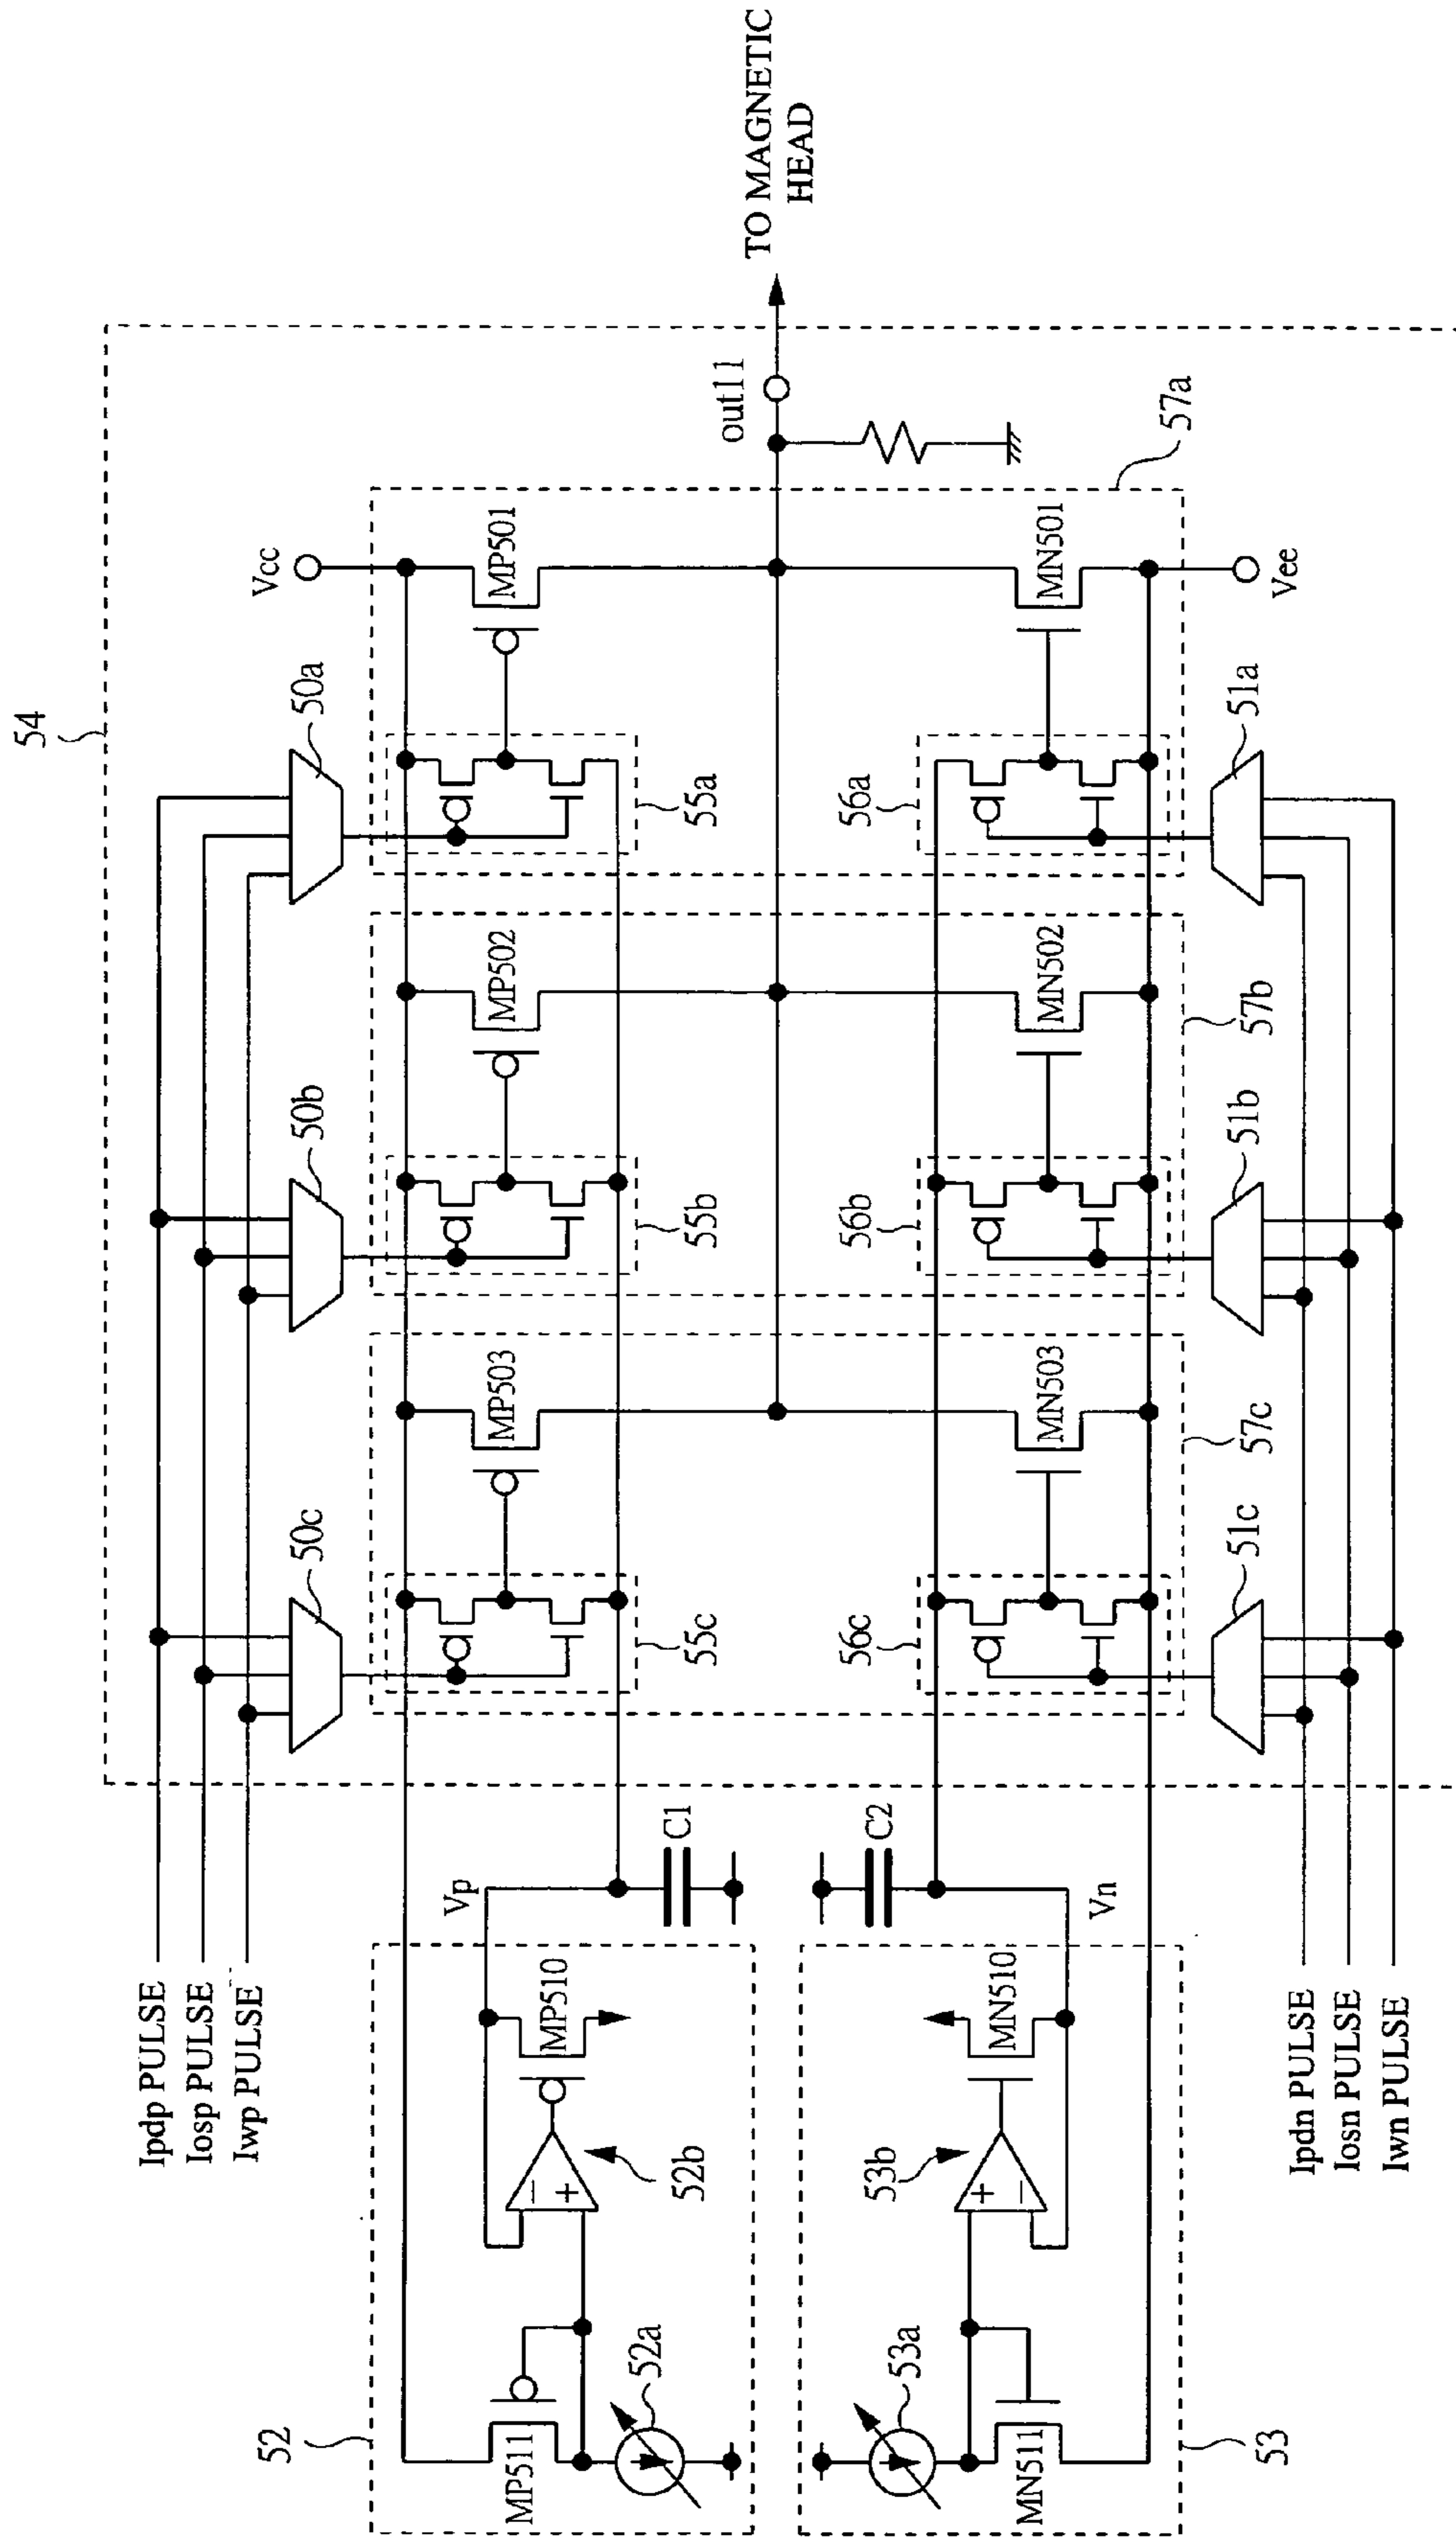 54
Ipdp PULSE
Iosp PULSE
Iwp PULSE
50c
50b
50a
Vcc
52
MP511
52a
52b
MP510
Vp
C1
55c
MP503
55b
MP502
55a
MP501
out11
TO MAGNETIC
HEAD
53
MN511
53a
53b
MN510
Vn
C2
56c
MN503
56b
MN502
56a
MN501
57c
57b
57a
Vee
51c
51b
51a
Ipdn PULSE
Iosn PULSE
Iwn PULSE